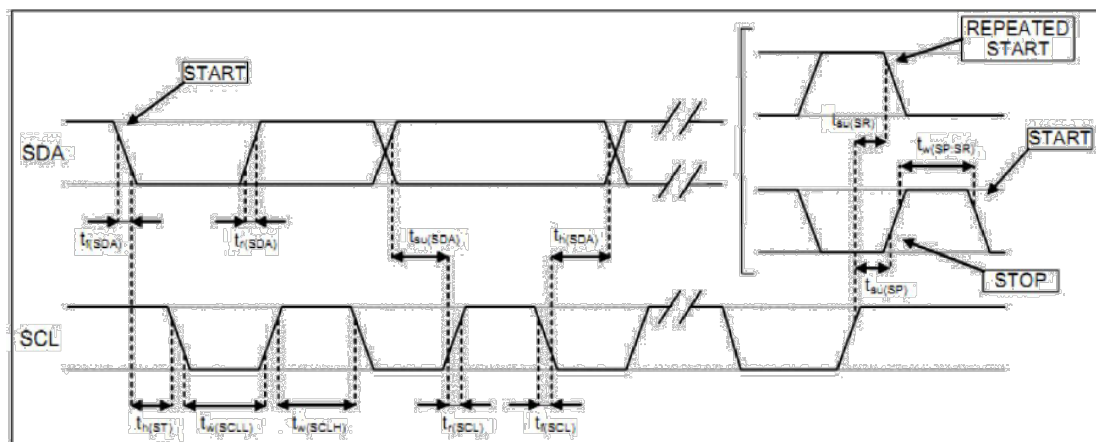 REPEATED
START
START
t_su(SR)
t_w(SP:SR)
START
SDA
t_f(SDA)
t_r(SDA)
t_su(SDA)
t_h(SDA)
t_su(SP)
STOP
SCL
t_h(ST)
t_w(SCLL)
t_w(SCLH)
t_r(SCL)
t_f(SCL)